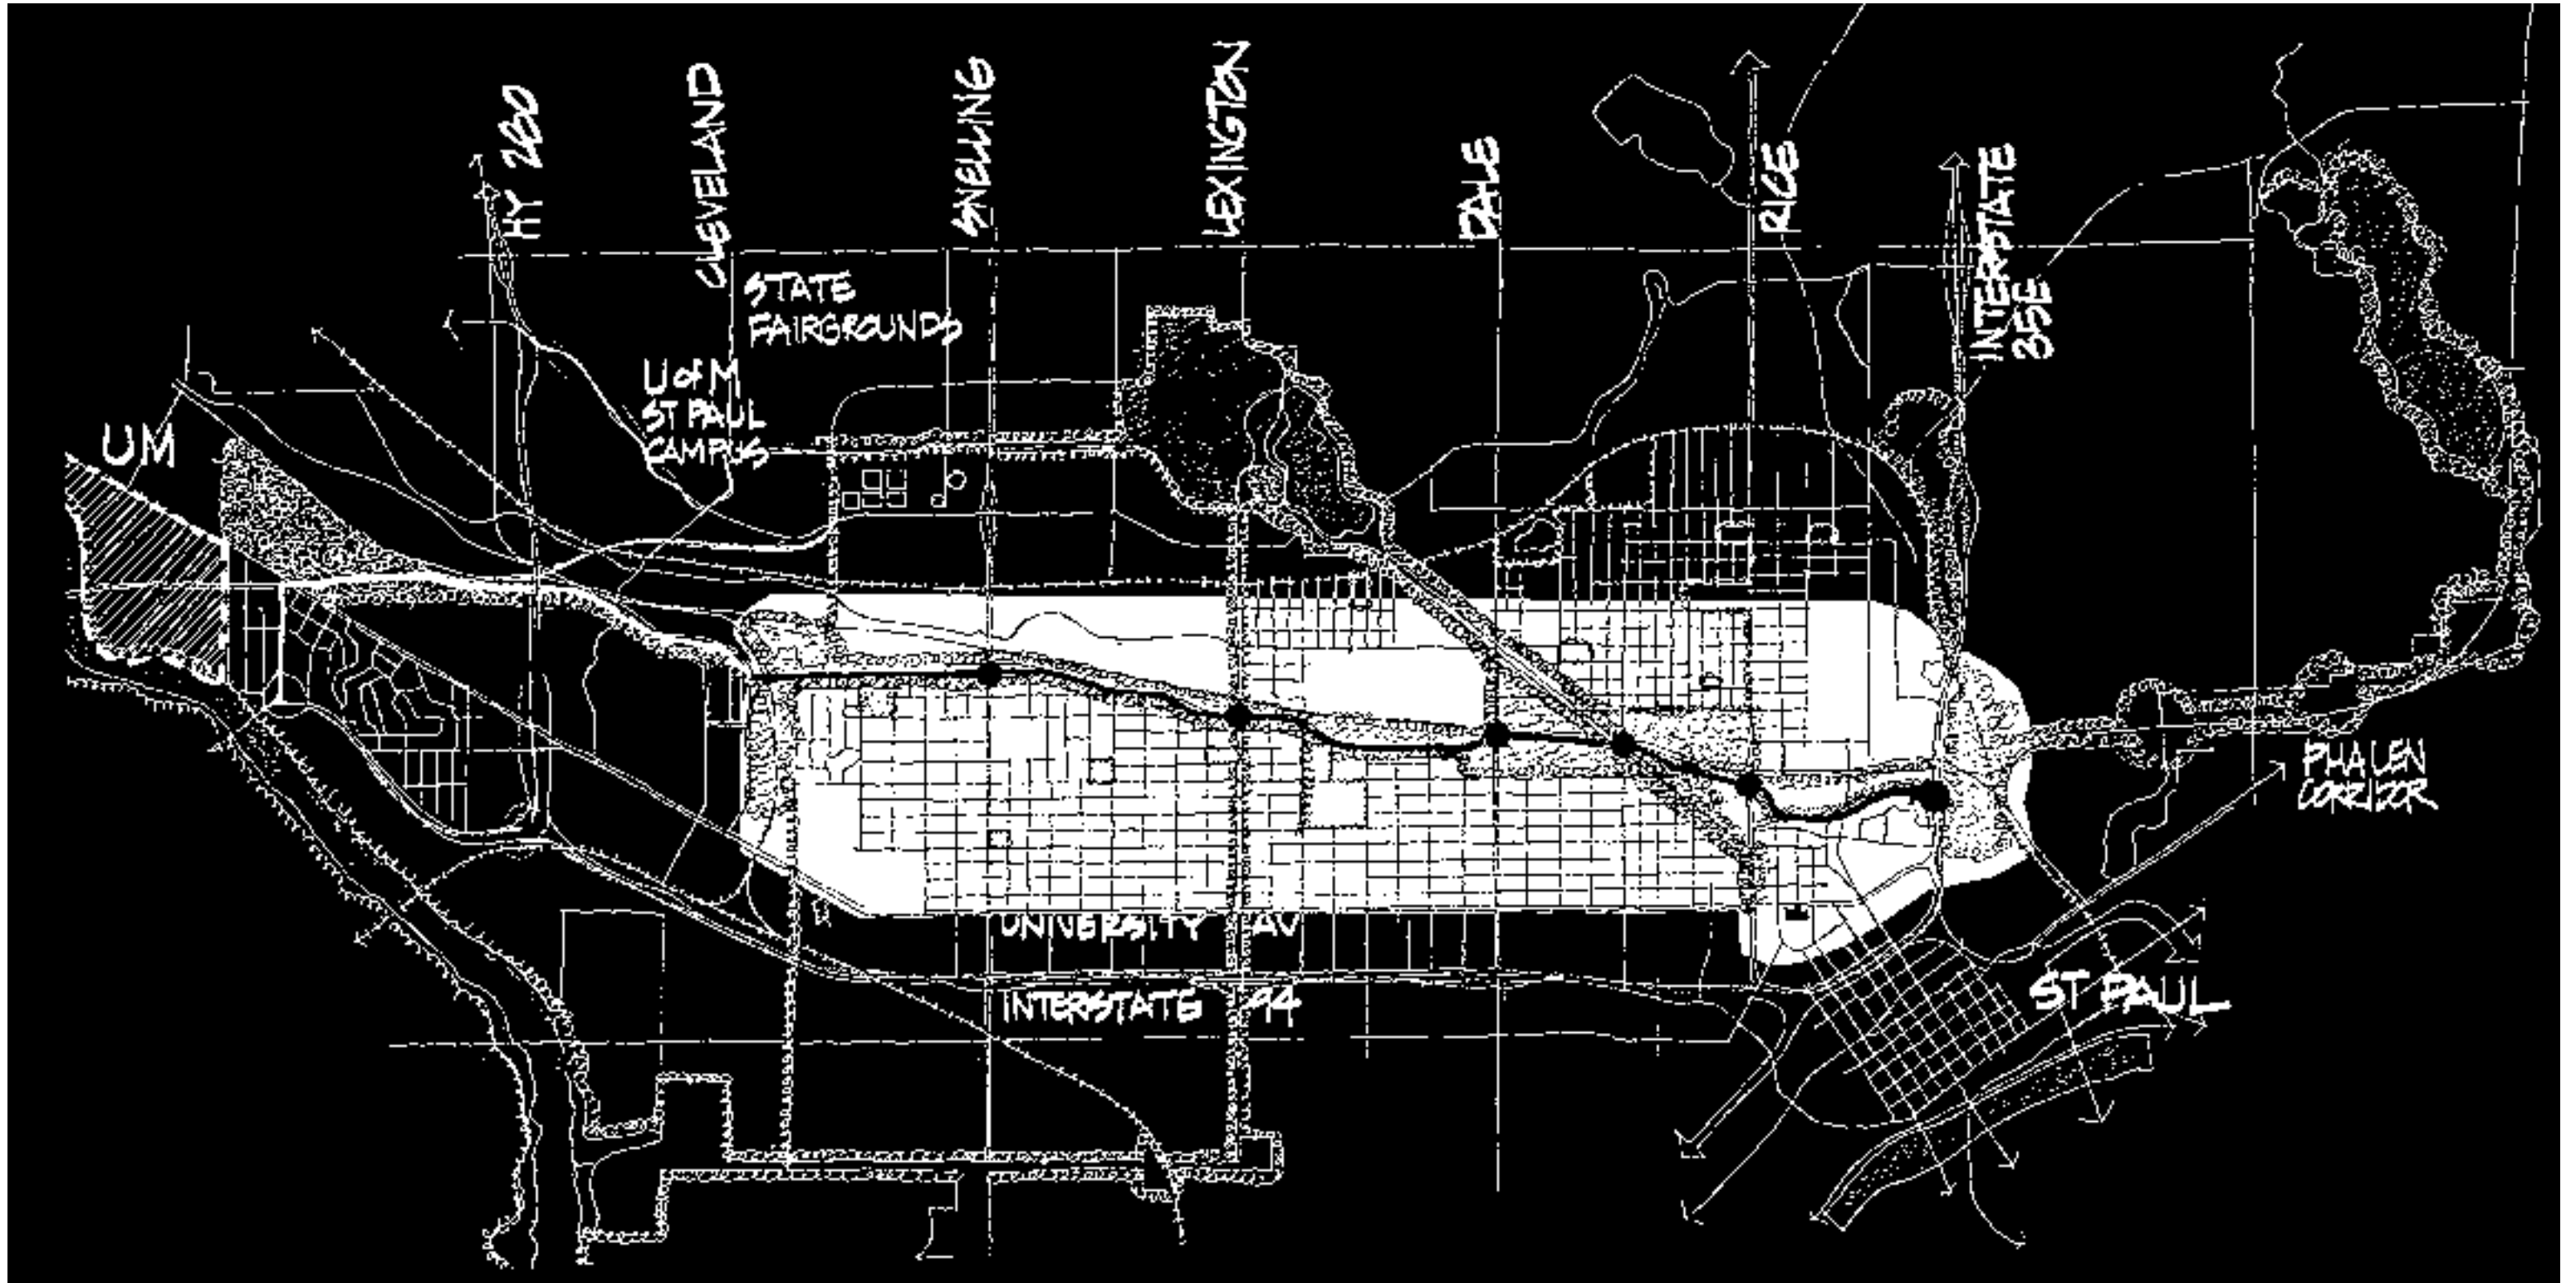 HY 280
CLEVELAND
SNELLING
LEXINGTON
DALE
RICE
INTERSTATE
35E
STATE
FAIRGROUNDS
U of M
ST PAUL
CAMPUS
UM
PHALEN
CORRIDOR
UNIVERSITY AV
INTERSTATE 94
ST PAUL